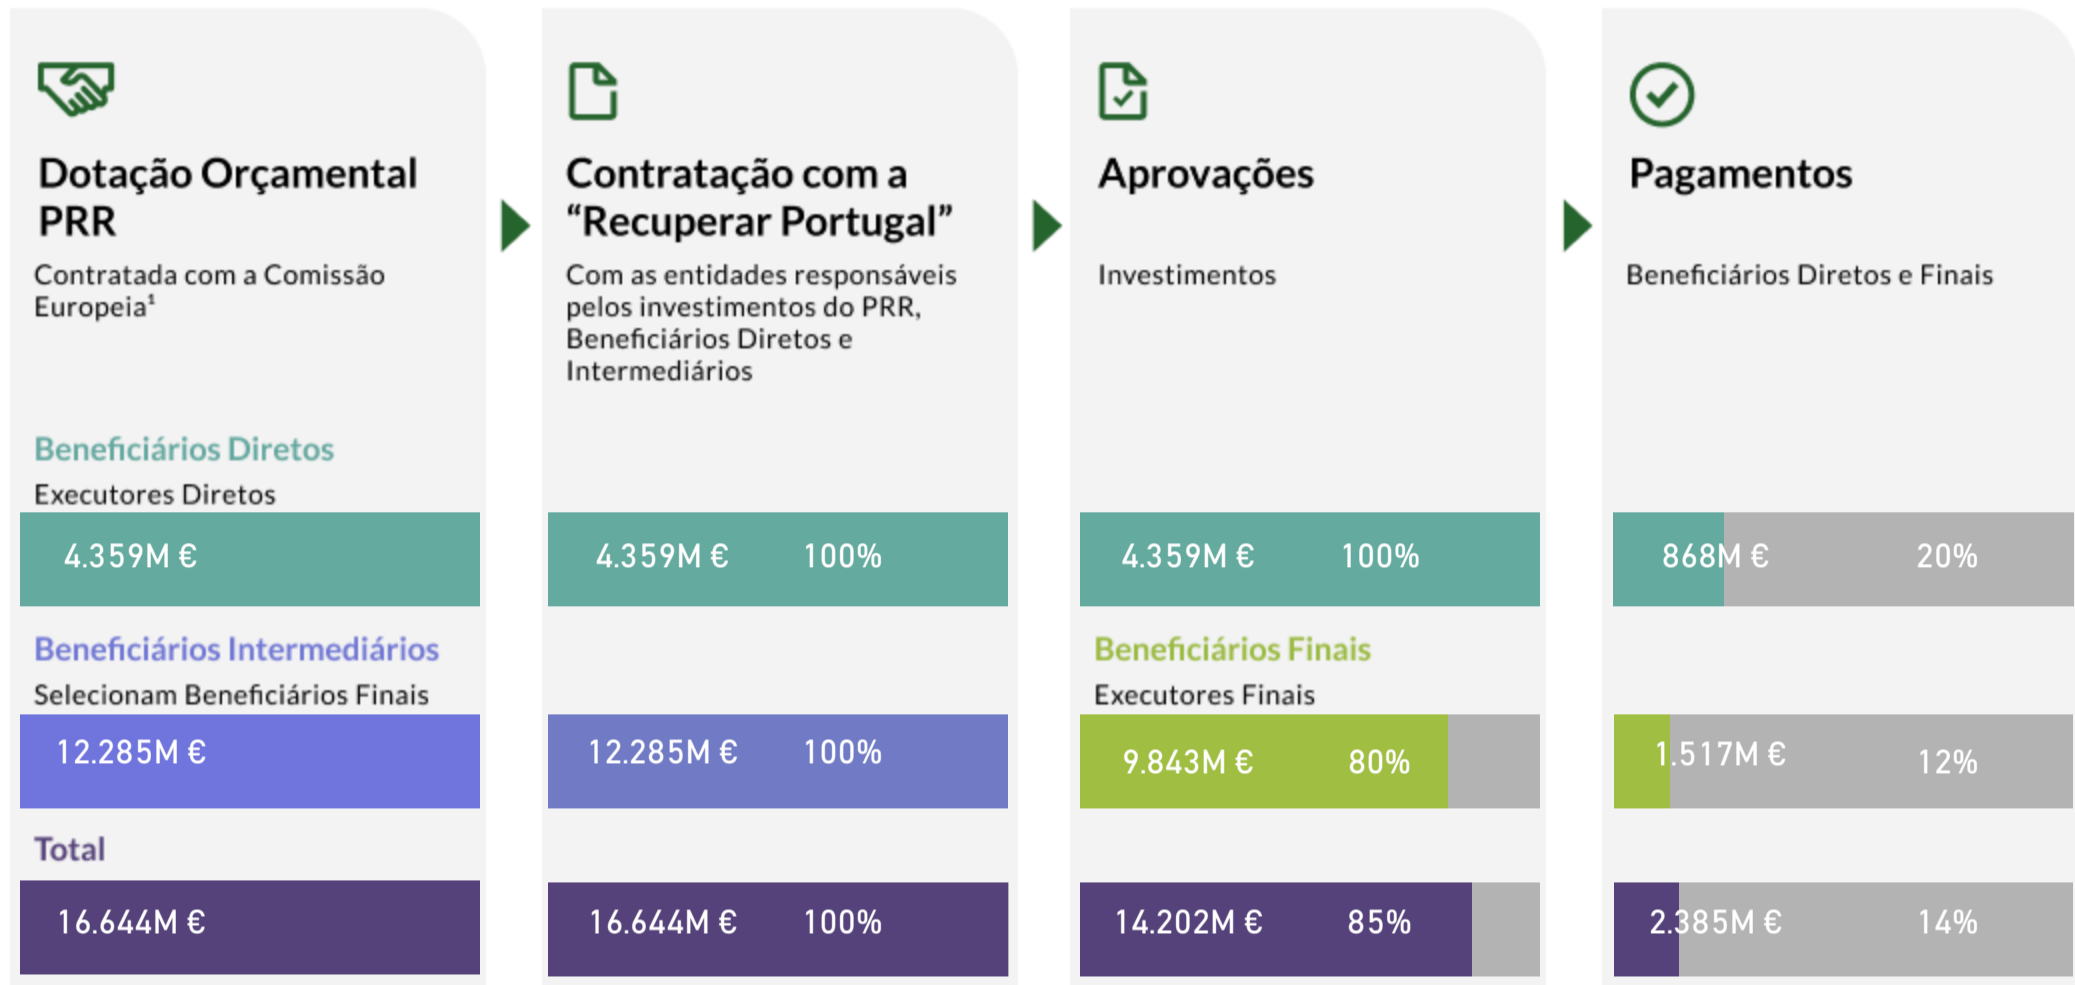 Dotação Orçamental
PRR
Contratada com a Comissão
Europeia¹
Contratação com a
“Recuperar Portugal”
Com as entidades responsáveis
pelos investimentos do PRR,
Beneficiários Diretos e
Intermediários
Aprovações
Investimentos
Pagamentos
Beneficiários Diretos e Finais
Beneficiários Diretos
Executores Diretos
4.359M €
4.359M € 100%
4.359M € 100%
868M € 20%
Beneficiários Intermediários
Selecionam Beneficiários Finais
Beneficiários Finais
Executores Finais
12.285M €
12.285M € 100%
9.843M € 80%
1.517M € 12%
Total
16.644M €
16.644M € 100%
14.202M € 85%
2.385M € 14%